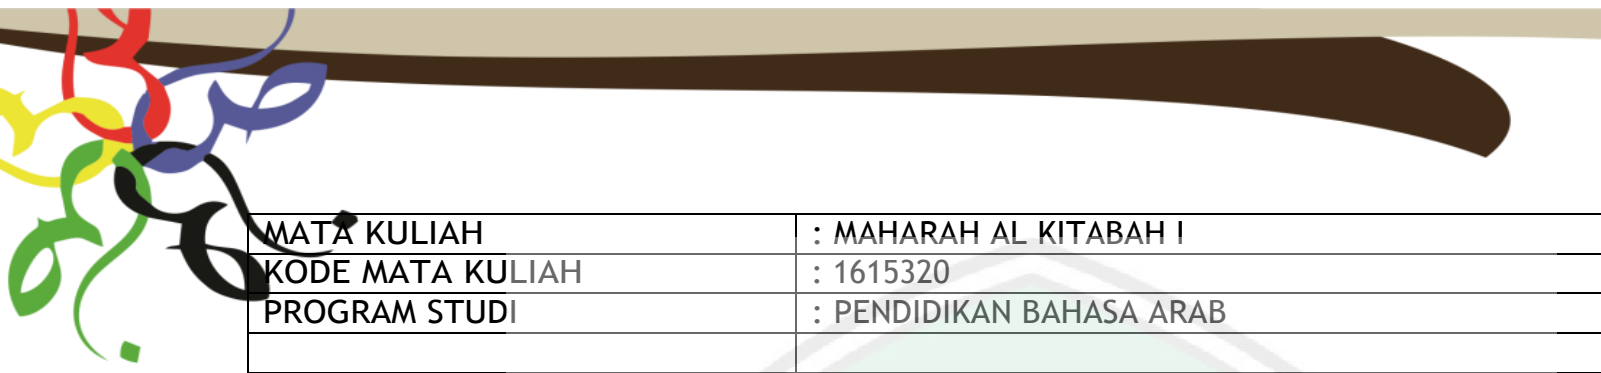 MATA KULIAH : MAHARAH AL KITABAH I
KODE MATA KULIAH : 1615320
PROGRAM STUDI : PENDIDIKAN BAHASA ARAB